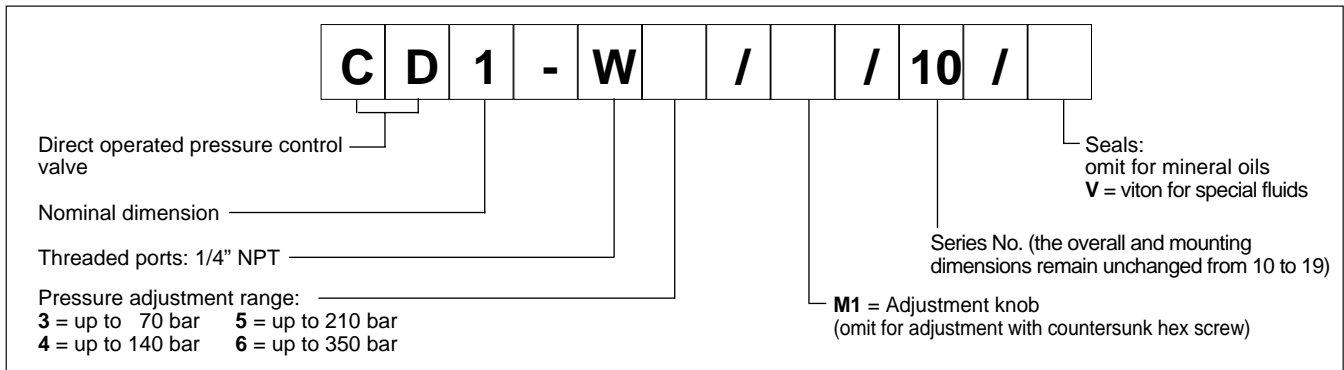 C D 1 - W / / 10 /
Direct operated pressure control
valve
Nominal dimension
Threaded ports: 1/4” NPT
Pressure adjustment range:
3 = up to 70 bar 5 = up to 210 bar
4 = up to 140 bar 6 = up to 350 bar
Seals:
omit for mineral oils
V = viton for special fluids
Series No. (the overall and mounting
dimensions remain unchanged from 10 to 19)
M1 = Adjustment knob
(omit for adjustment with countersunk hex screw)